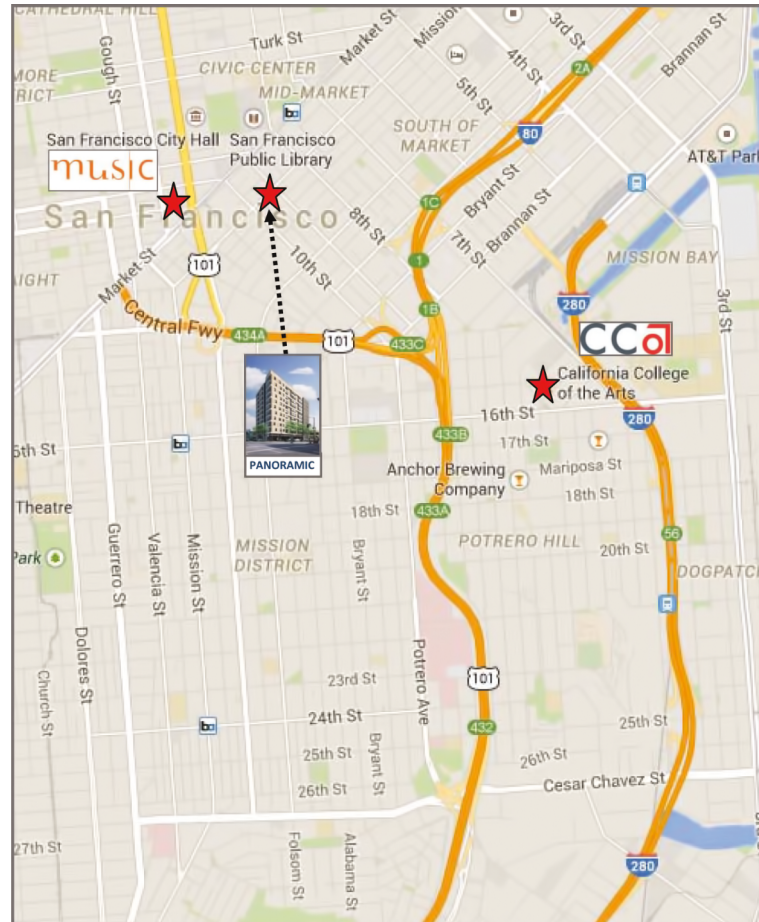 CATHEDRAL HILL
Turk St
Gough St
Market St
Mission
3rd St
4th St
Brannan St
2A
CIVIC CENTER
MID-MARKET
5th St
SOUTH OF
MARKET
80
San Francisco City Hall
San Francisco
Public Library
music
AT&T Park
Bryant St
Brannan St
1C
San Francisco
8th St
7th St
10th St
1
MISSION BAY
3rd St
Market St
101
280
1B
Central Fwy
434A
101
433C
CCa
California College
of the Arts
PANORAMIC
16th St
280
433B
17th St
Mariposa St
Anchor Brewing
Company
18th St
18th St
433A
Theatre
Park
Guerrero St
Valencia St
Mission St
MISSION
DISTRICT
Bryant St
POTRERO HILL
56
20th St
DOGPATCH
Dolores St
Church St
Potrero Ave
23rd St
101
24th St
432
25th St
25th St
Bryant St
26th St
26th St
Cesar Chavez St
27th St
Folsom St
Alabama St
280